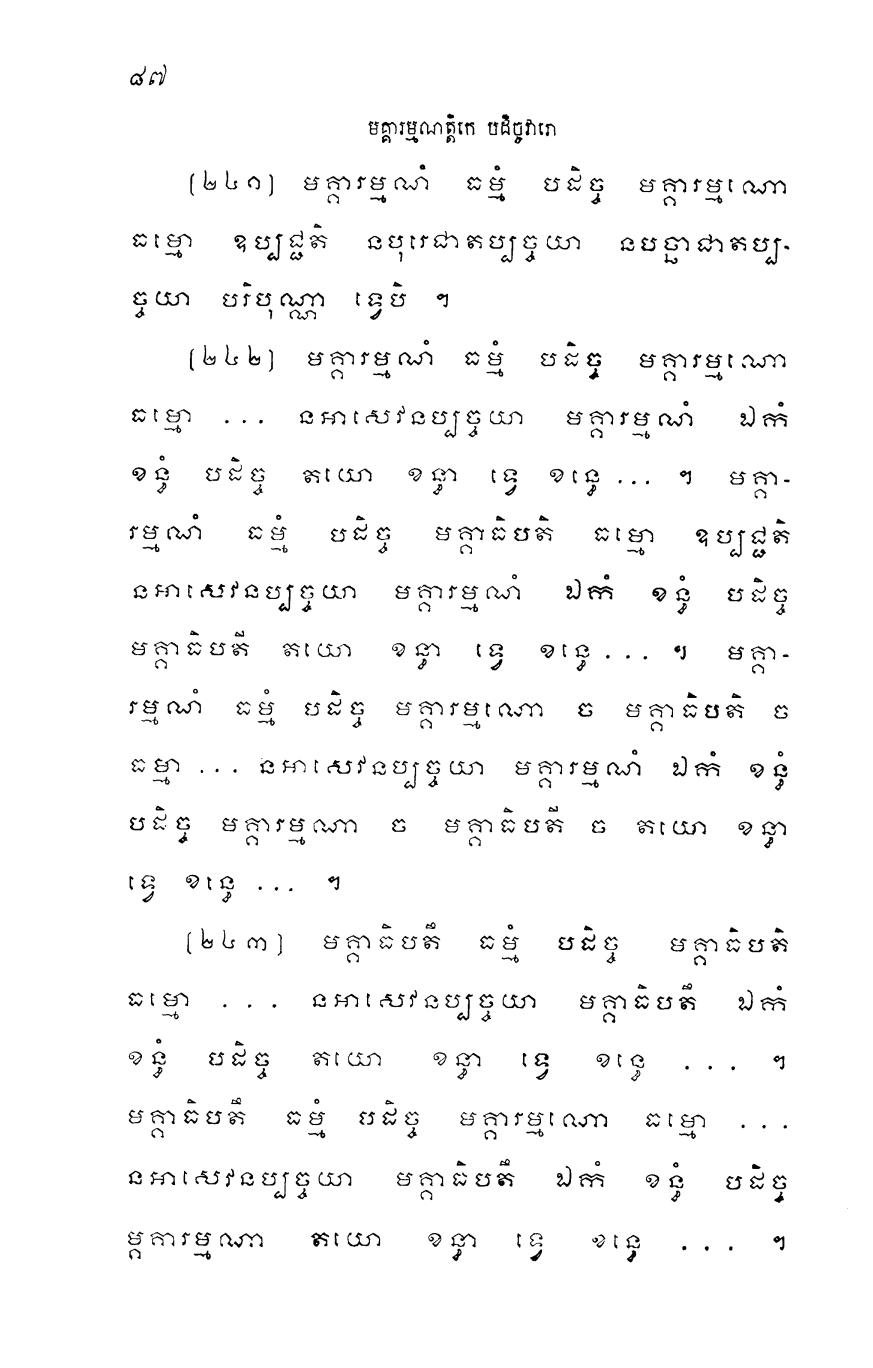 ៨៧
មគ្គារម្មណត្តិកេ បដិច្ចវារោ
(២៤១) មគ្គារម្មណំ ធម្មំ បដិច្ច មគ្គារម្មណោ
ធម្មោ ឧប្បជ្ជតិ នបុរេជាតប្បច្ចយា នបច្ឆាជាតប្ប-
ច្ចយា បរិបុណ្ណា ទ្វេបិ ។
(២៤២) មគ្គារម្មណំ ធម្មំ បដិច្ច មគ្គារម្មណោ
ធម្មោ ... នអាសេវនប្បច្ចយា មគ្គារម្មណំ ឯកំ
ខន្ធំ បដិច្ច តយោ ខន្ធា ទ្វេ ខន្ធេ ... ។ មគ្គា-
រម្មណំ ធម្មំ បដិច្ច មគ្គាធិបតិ ធម្មោ ឧប្បជ្ជតិ
នអាសេវនប្បច្ចយា មគ្គារម្មណំ ឯកំ ខន្ធំ បដិច្ច
មគ្គាធិបតី តយោ ខន្ធា ទ្វេ ខន្ធេ ... ។ មគ្គា-
រម្មណំ ធម្មំ បដិច្ច មគ្គារម្មណោ ច មគ្គាធិបតិ ច
ធម្មា ... នអាសេវនប្បច្ចយា មគ្គារម្មណំ ឯកំ ខន្ធំ
បដិច្ច មគ្គារម្មណា ច មគ្គាធិបតី ច តយោ ខន្ធា
ទ្វេ ខន្ធេ ... ។
(២៤៣) មគ្គាធិបតឹ ធម្មំ បដិច្ច មគ្គាធិបតិ
ធម្មោ ... នអាសេវនប្បច្ចយា មគ្គាធិបតឹ ឯកំ
ខន្ធំ បដិច្ច តយោ ខន្ធា ទ្វេ ខន្ធេ ... ។
មគ្គាធិបតឹ ធម្មំ បដិច្ច មគ្គារម្មណោ ធម្មោ ...
នអាសេវនប្បច្ចយា មគ្គាធិបតឹ ឯកំ ខន្ធំ បដិច្ច
ម្គគារម្មណា តយោ ខន្ធា ទ្វេ ខន្ធេ ... ។